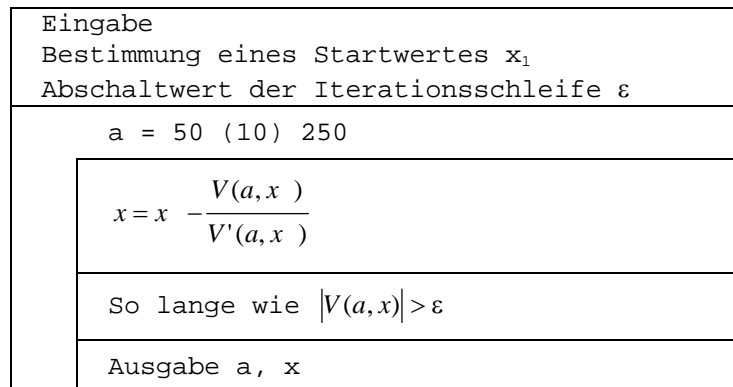 Eingabe
Bestimmung eines Startwertes x₁
Abschaltwert der Iterationsschleife ε
a = 50 (10) 250
x = x − V(a, x ) / V'(a, x )
So lange wie |V(a, x)| > ε
Ausgabe a, x